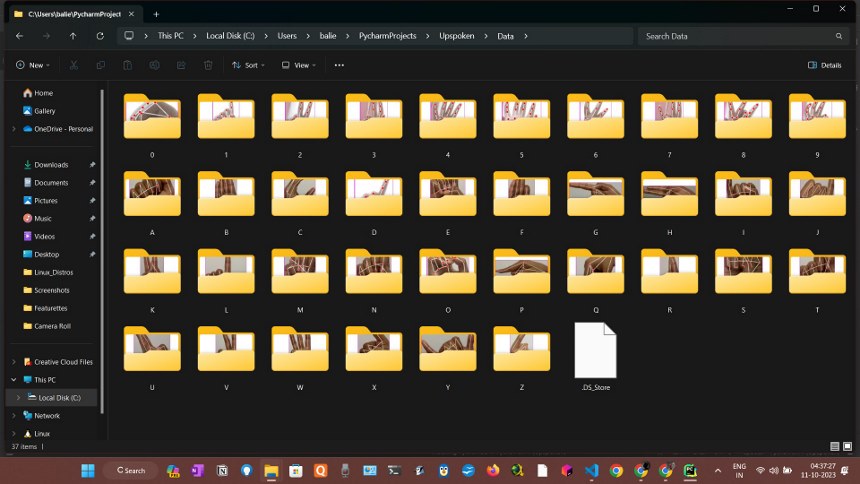 C:\Users\balie\PycharmProject
This PC > Local Disk (C:) > Users > balie > PycharmProjects > Upspoken > Data >
Search Data
New
Sort
View
Details
Home
Gallery
OneDrive - Personal
Downloads
Documents
Pictures
Music
Videos
Desktop
Linux_Distros
Screenshots
Featurettes
Camera Roll
Creative Cloud Files
This PC
Local Disk (C:)
Network
Linux
0 1 2 3 4 5 6 7 8 9
A B C D E F G H I J
K L M N O P Q R S T
U V W X Y Z .DS_Store
37 items
Search
ENG
IN
04:37:27
11-10-2023